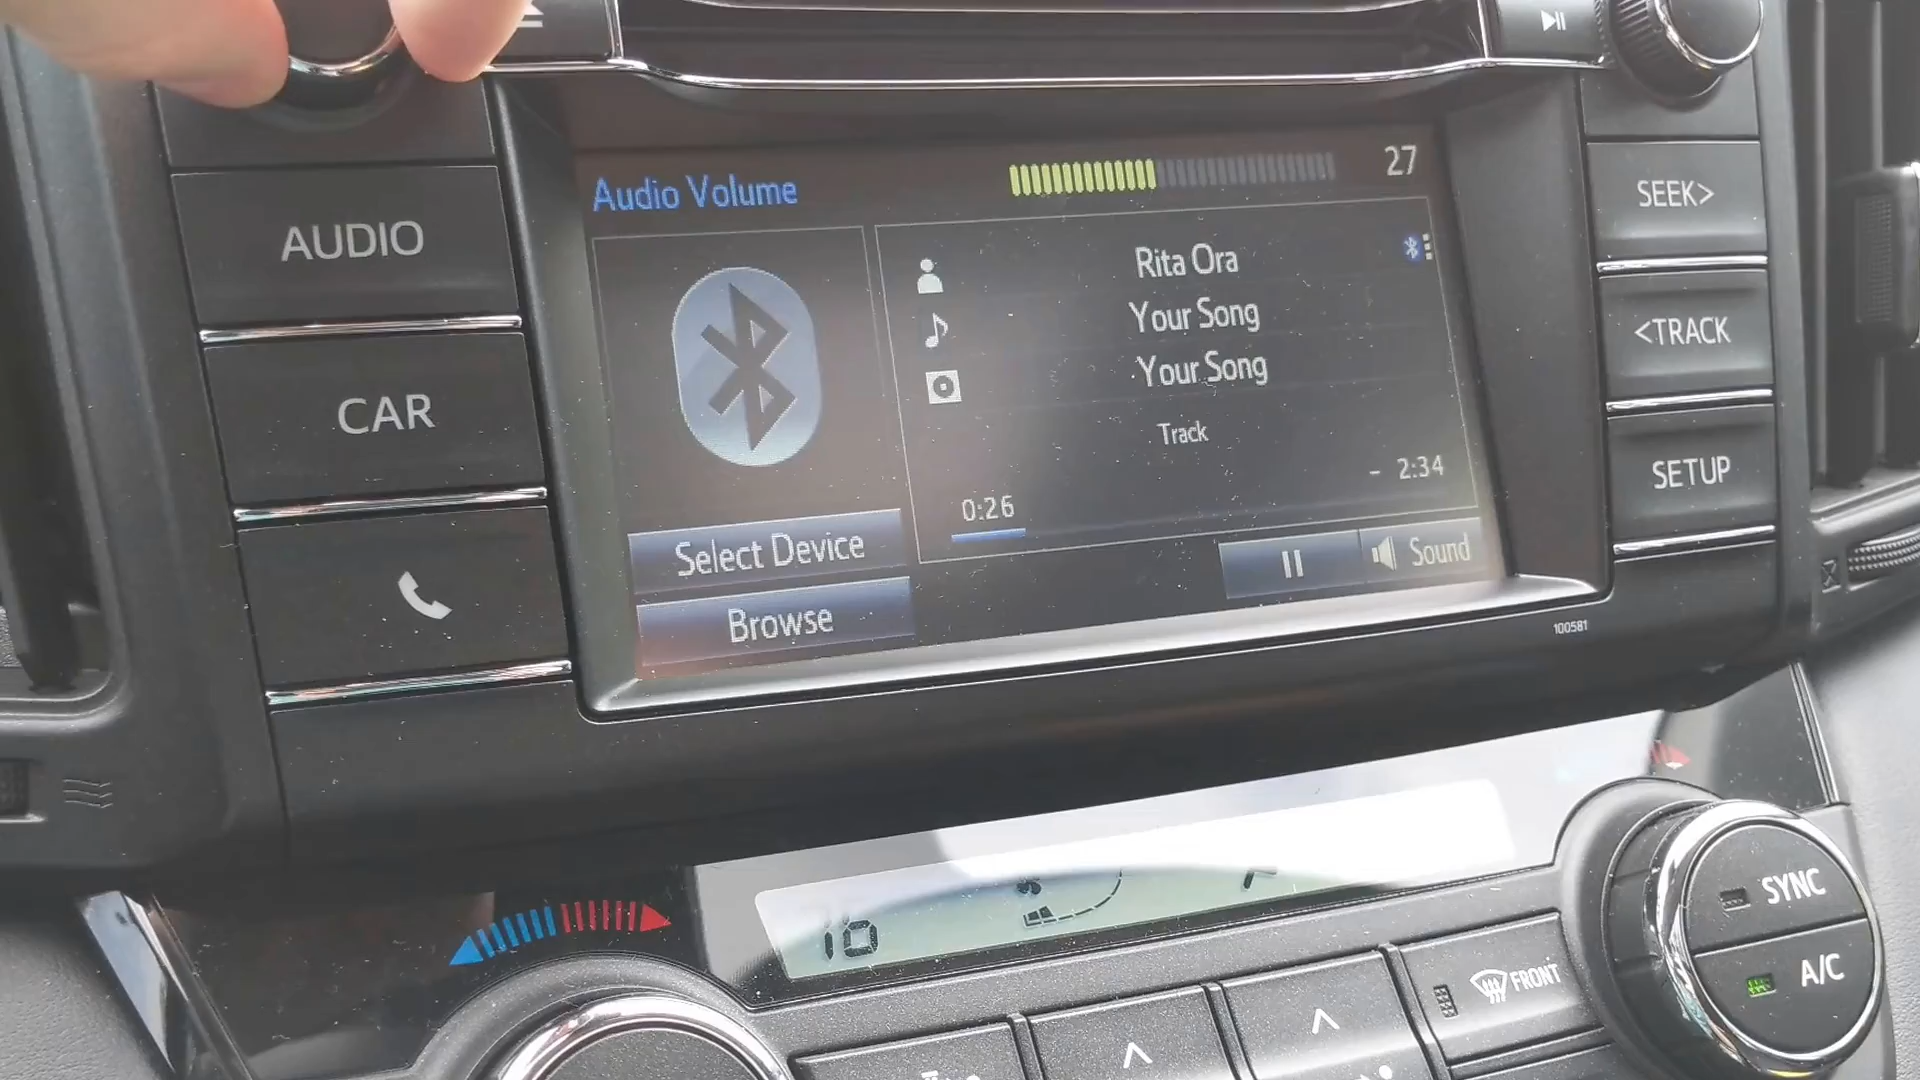 Audio Volume
27
AUDIO
CAR
Rita Ora
Your Song
Your Song
Track
0:26
- 2:34
Select Device
Browse
Sound
SEEK>
<TRACK
SETUP
100581
16
FRONT
SYNC
A/C